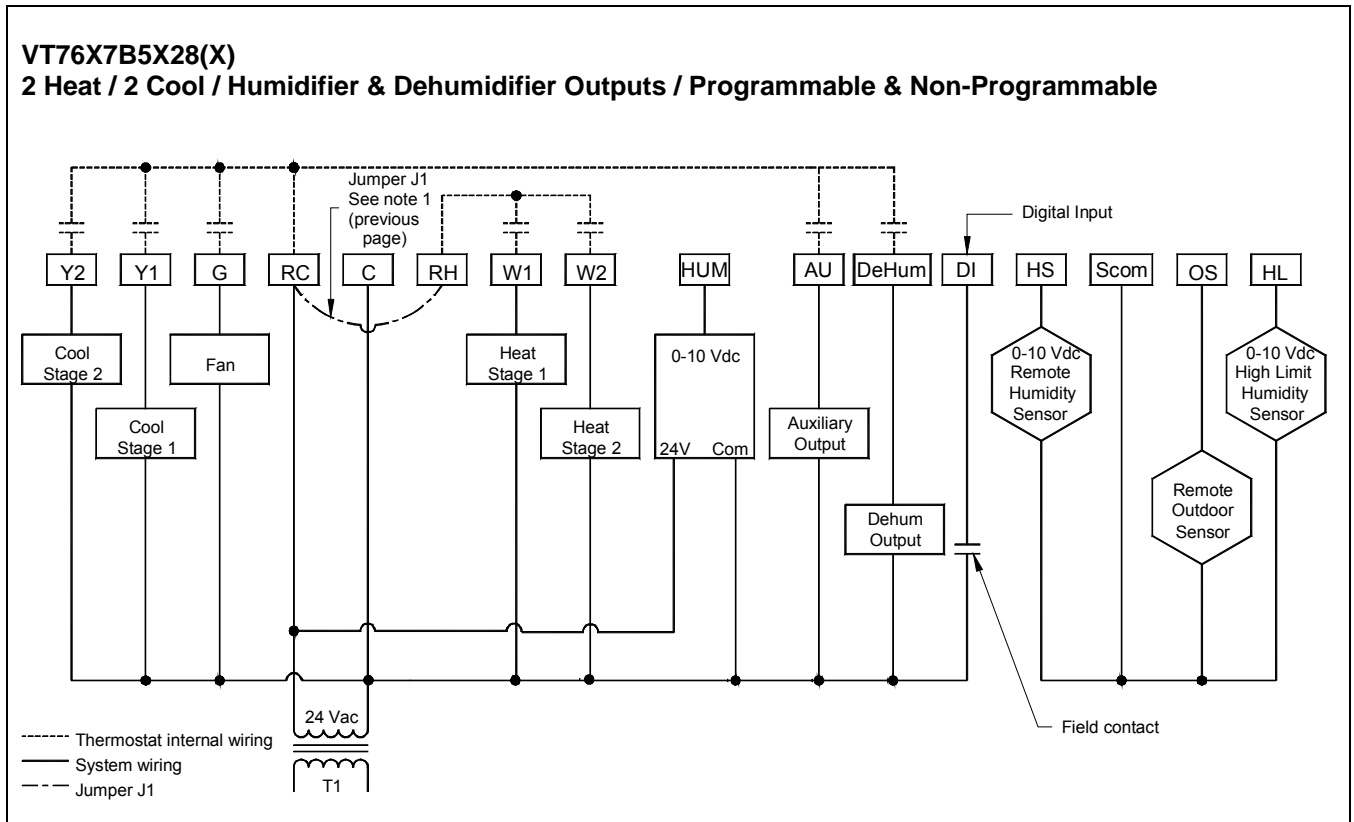 VT76X7B5X28(X)
2 Heat / 2 Cool / Humidifier & Dehumidifier Outputs / Programmable & Non-Programmable
Jumper J1
See note 1
(previous
page)
Digital Input
Y2 Y1 G RC C RH W1 W2 HUM AU DeHum DI HS Scom OS HL
Cool
Stage 2
Cool
Stage 1
Fan
Heat
Stage 1
Heat
Stage 2
0-10 Vdc
24V Com
Auxiliary
Output
Dehum
Output
0-10 Vdc
Remote
Humidity
Sensor
Remote
Outdoor
Sensor
0-10 Vdc
High Limit
Humidity
Sensor
Field contact
24 Vac
T1
Thermostat internal wiring
System wiring
Jumper J1